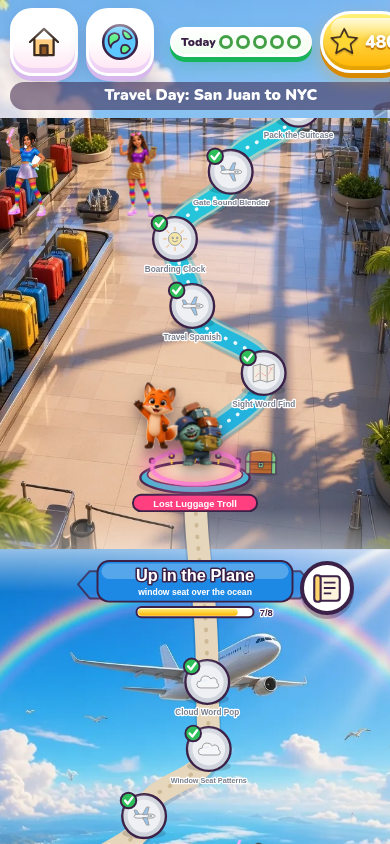 Today
480
Travel Day: San Juan to NYC
Pack the Suitcase
Gate Sound Blender
Boarding Clock
Travel Spanish
Sight Word Find
Lost Luggage Troll
Up in the Plane
window seat over the ocean
7/8
Cloud Word Pop
Window Seat Patterns